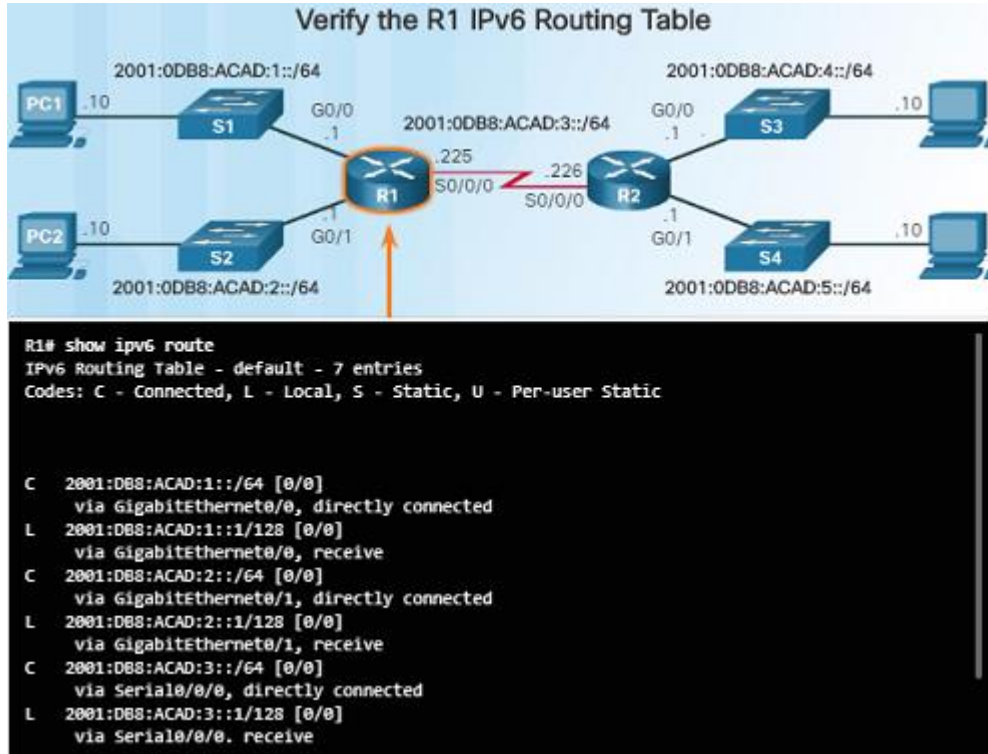 Verify the R1 IPv6 Routing Table
2001:0DB8:ACAD:1::/64
2001:0DB8:ACAD:4::/64
PC1
.10
S1
G0/0
.1
2001:0DB8:ACAD:3::/64
G0/0
.1
S3
.10
.225
S0/0/0
R1
.226
S0/0/0
R2
PC2
.10
S2
.1
G0/1
.1
G0/1
S4
.10
2001:0DB8:ACAD:2::/64
2001:0DB8:ACAD:5::/64
R1# show ipv6 route
IPv6 Routing Table - default - 7 entries
Codes: C - Connected, L - Local, S - Static, U - Per-user Static
C 2001:DB8:ACAD:1::/64 [0/0]
via GigabitEthernet0/0, directly connected
L 2001:DB8:ACAD:1::1/128 [0/0]
via GigabitEthernet0/0, receive
C 2001:DB8:ACAD:2::/64 [0/0]
via GigabitEthernet0/1, directly connected
L 2001:DB8:ACAD:2::1/128 [0/0]
via GigabitEthernet0/1, receive
C 2001:DB8:ACAD:3::/64 [0/0]
via Serial0/0/0, directly connected
L 2001:DB8:ACAD:3::1/128 [0/0]
via Serial0/0/0. receive